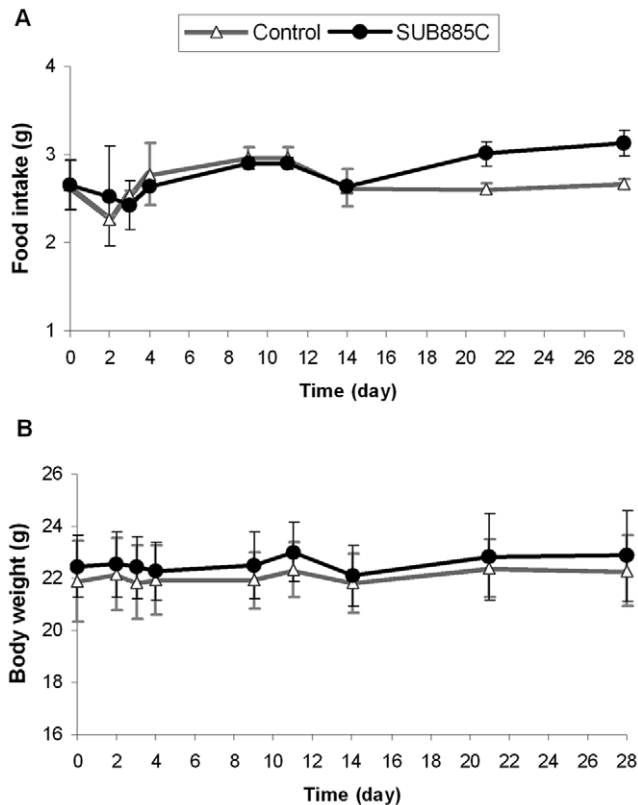 A
Control SUB885C
4
3
2
1
Food intake (g)
0 2 4 6 8 10 12 14 16 18 20 22 24 26 28
Time (day)
B
26
24
22
20
18
16
Body weight (g)
0 2 4 6 8 10 12 14 16 18 20 22 24 26 28
Time (day)